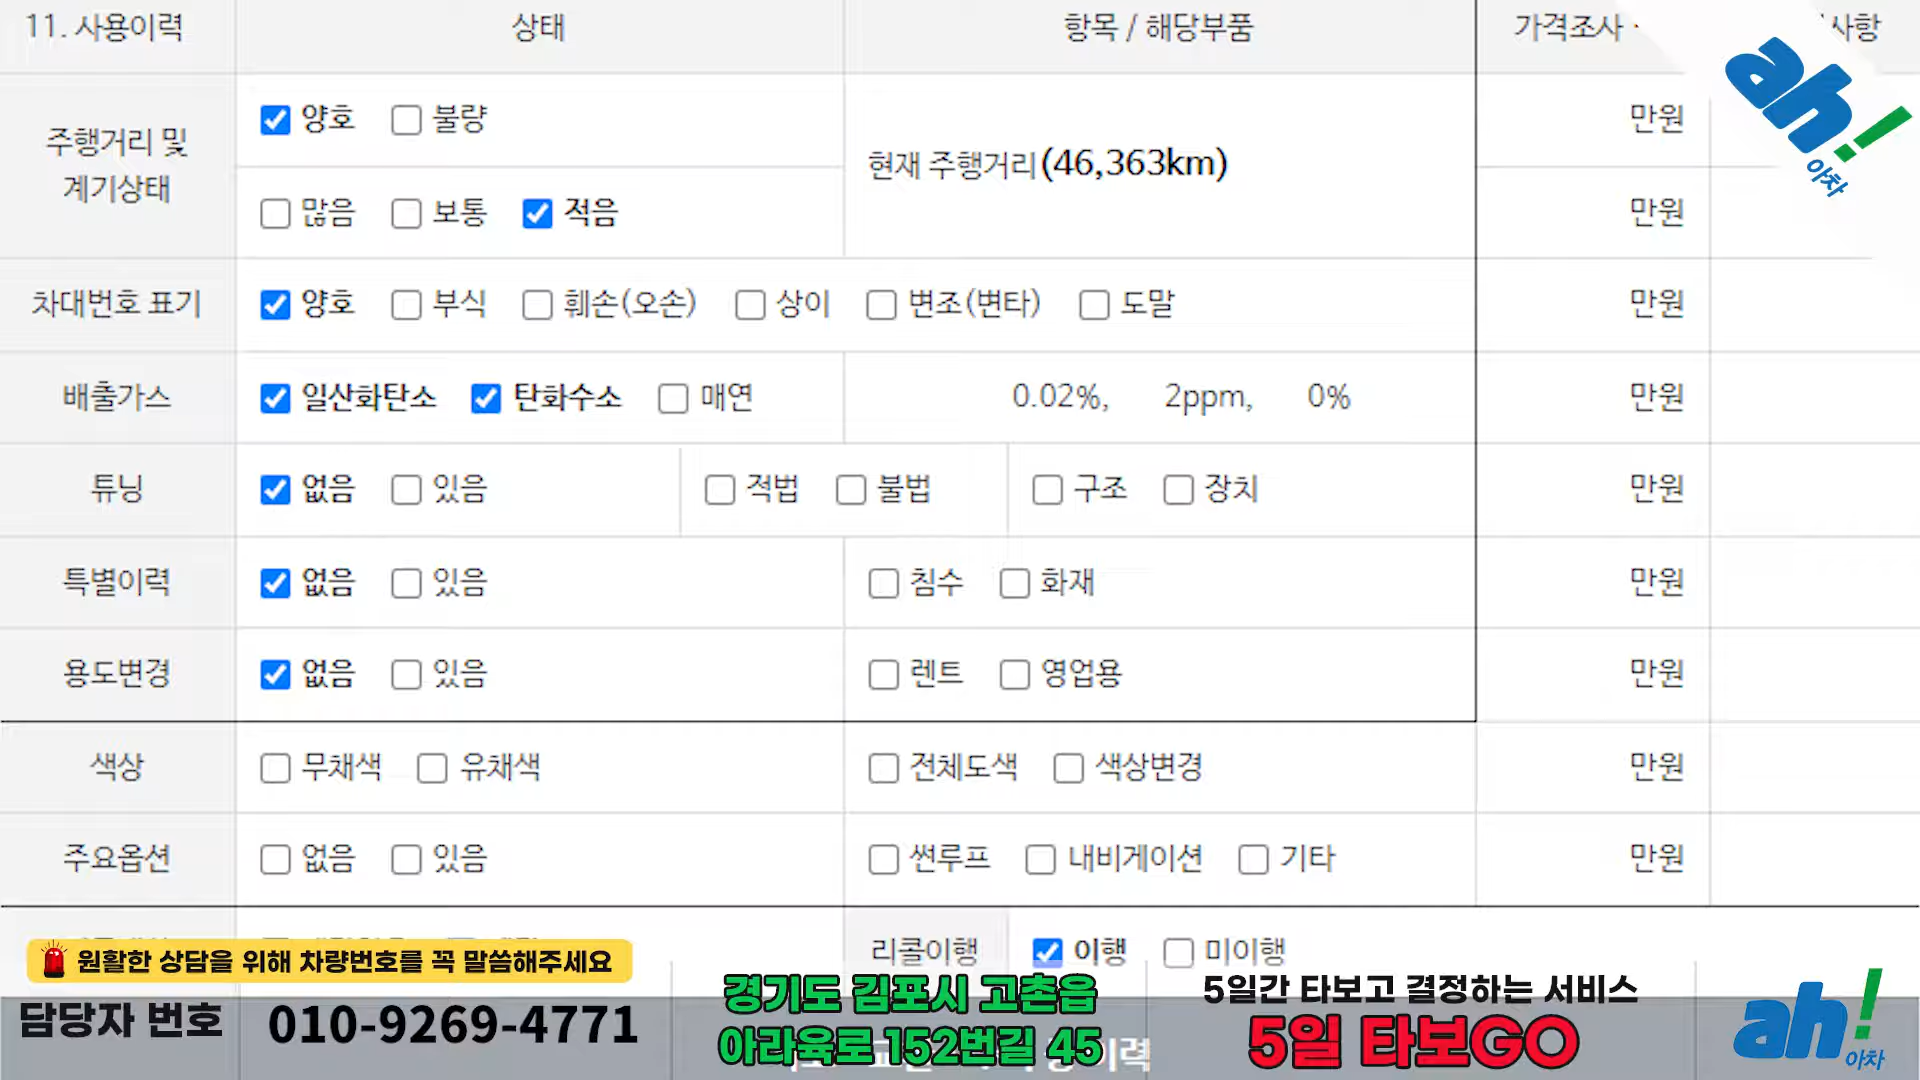 11. 사용이력 상태 항목 / 해당부품 가격조사 · 사항
주행거리 및 계기상태
양호 불량 만원
현재 주행거리(46,363km)
많음 보통 적음 만원
차대번호 표기 양호 부식 훼손(오손) 상이 변조(변타) 도말 만원
배출가스 일산화탄소 탄화수소 매연 0.02%, 2ppm, 0% 만원
튜닝 없음 있음 적법 불법 구조 장치 만원
특별이력 없음 있음 침수 화재 만원
용도변경 없음 있음 렌트 영업용 만원
색상 무채색 유채색 전체도색 색상변경 만원
주요옵션 없음 있음 썬루프 내비게이션 기타 만원
리콜이행 이행 미이행
ah!
아차
원활한 상담을 위해 차량번호를 꼭 말씀해주세요
담당자 번호 010-9269-4771
경기도 김포시 고촌읍
아라육로 152번길 45
5일간 타보고 결정하는 서비스
5일 타보GO
ah!
아차